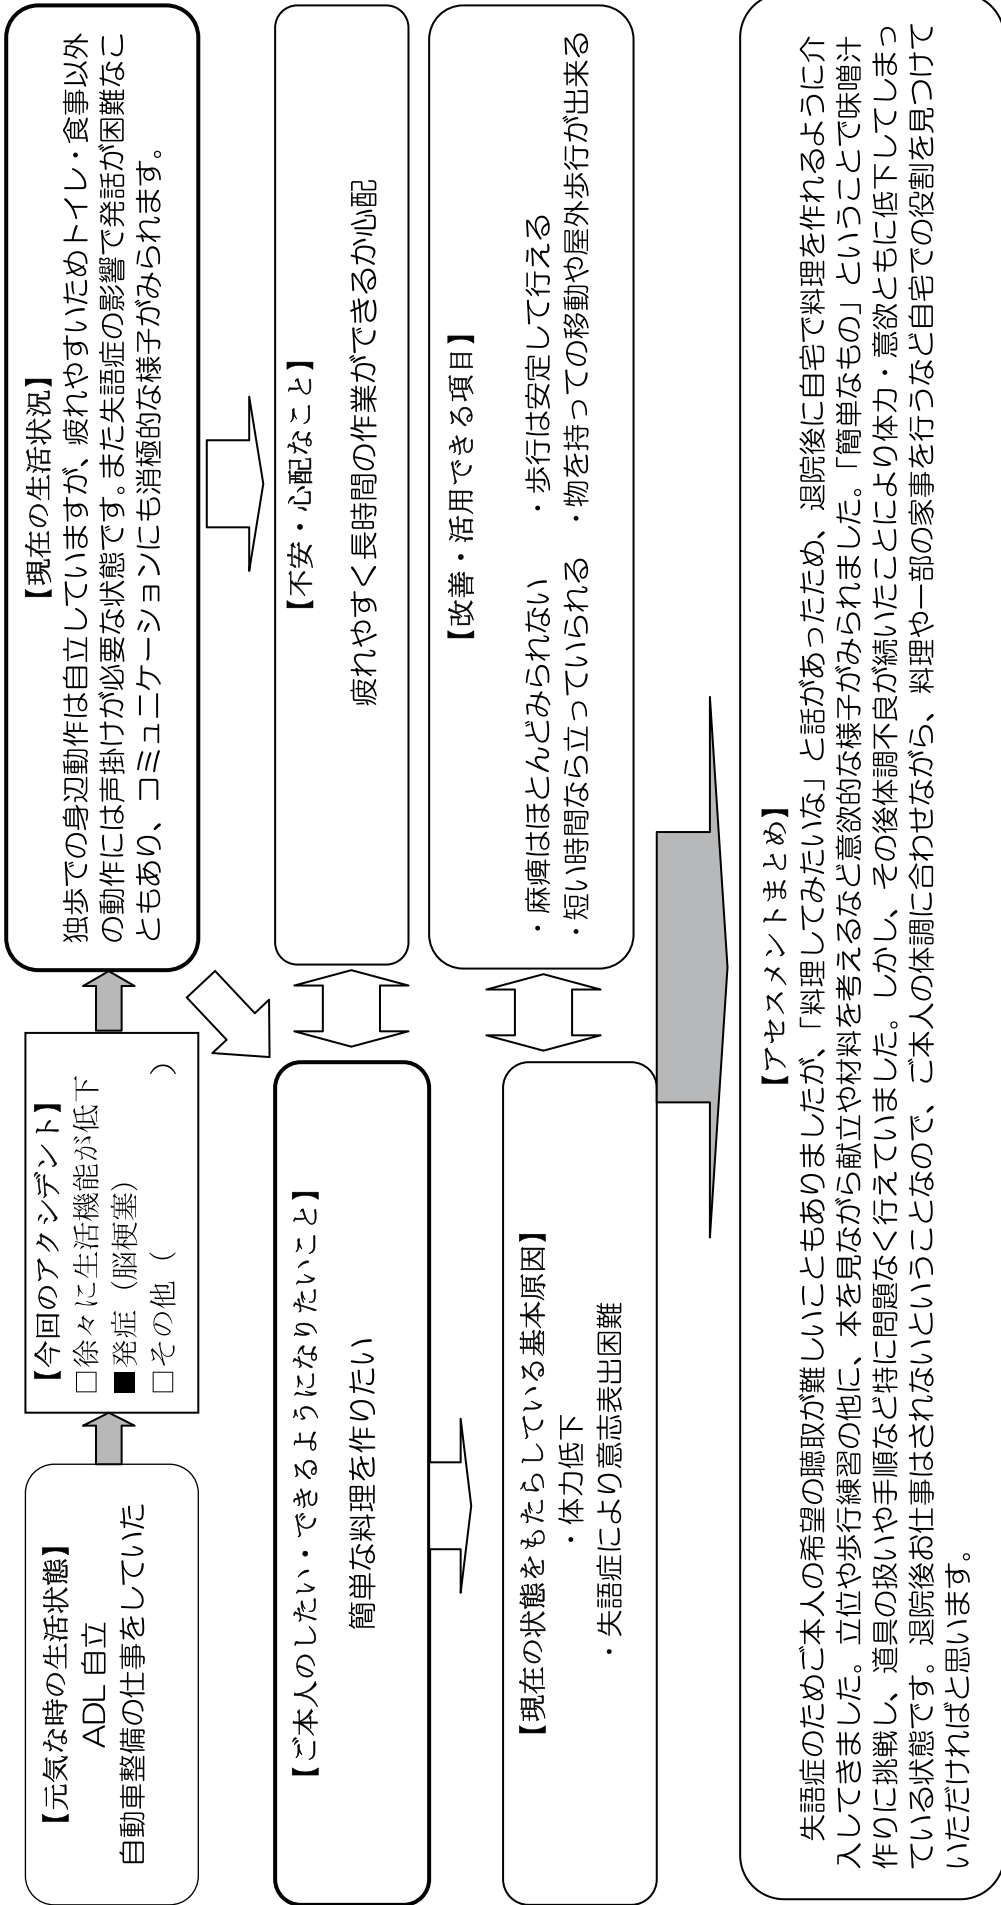 【元気な時の生活状態】
ADL 自立
自動車整備の仕事をしていた
【今回のアクシデント】
□徐々に生活機能が低下
■発症（脳梗塞）
□その他（　　　　　）
【現在の生活状況】
独歩での身辺動作は自立していますが、疲れやすいためトイレ・食事以外
の動作には声掛けが必要な状態です。また失語症の影響で発話が困難なこ
ともあり、コミュニケーションにも消極的な様子がみられます。
【ご本人のしたい・できるようになりたいこと】
簡単な料理を作りたい
【不安・心配なこと】
疲れやすく長時間の作業ができるか心配
【現在の状態をもたらしている基本原因】
・体力低下
・失語症により意志表出困難
【改善・活用できる項目】
・麻痺はほとんどみられない　・歩行は安定して行える
・短い時間なら立っていられる　・物を持っての移動や屋外歩行が出来る
【アセスメントまとめ】
失語症のためご本人の希望の聴取が難しいこともありましたが、「料理してみたいな」と話があったため、退院後に自宅で料理を作れるように介
入してきました。立位や歩行練習の他に、本を見ながら献立や材料を考えるなど意欲的な様子がみられました。「簡単なもの」ということで味噌汁
作りに挑戦し、道具の扱いや手順など特に問題なく行えていました。しかし、その後体調不良が続いたことにより体力・意欲ともに低下してしまっ
ている状態です。退院後お仕事はされないということなので、ご本人の体調に合わせながら、料理や一部の家事を行うなど自宅での役割を見つけて
いただければと思います。